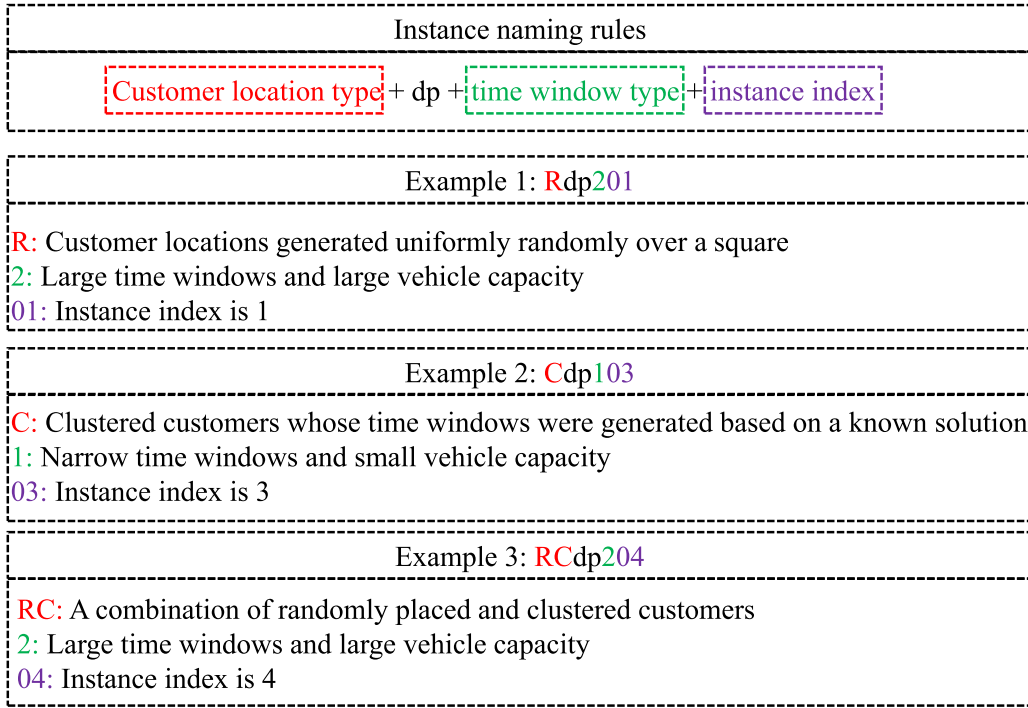 Instance naming rules
Customer location type + dp + time window type + instance index
Example 1: Rdp201
R: Customer locations generated uniformly randomly over a square
2: Large time windows and large vehicle capacity
01: Instance index is 1
Example 2: Cdp103
C: Clustered customers whose time windows were generated based on a known solution
1: Narrow time windows and small vehicle capacity
03: Instance index is 3
Example 3: RCdp204
RC: A combination of randomly placed and clustered customers
2: Large time windows and large vehicle capacity
04: Instance index is 4